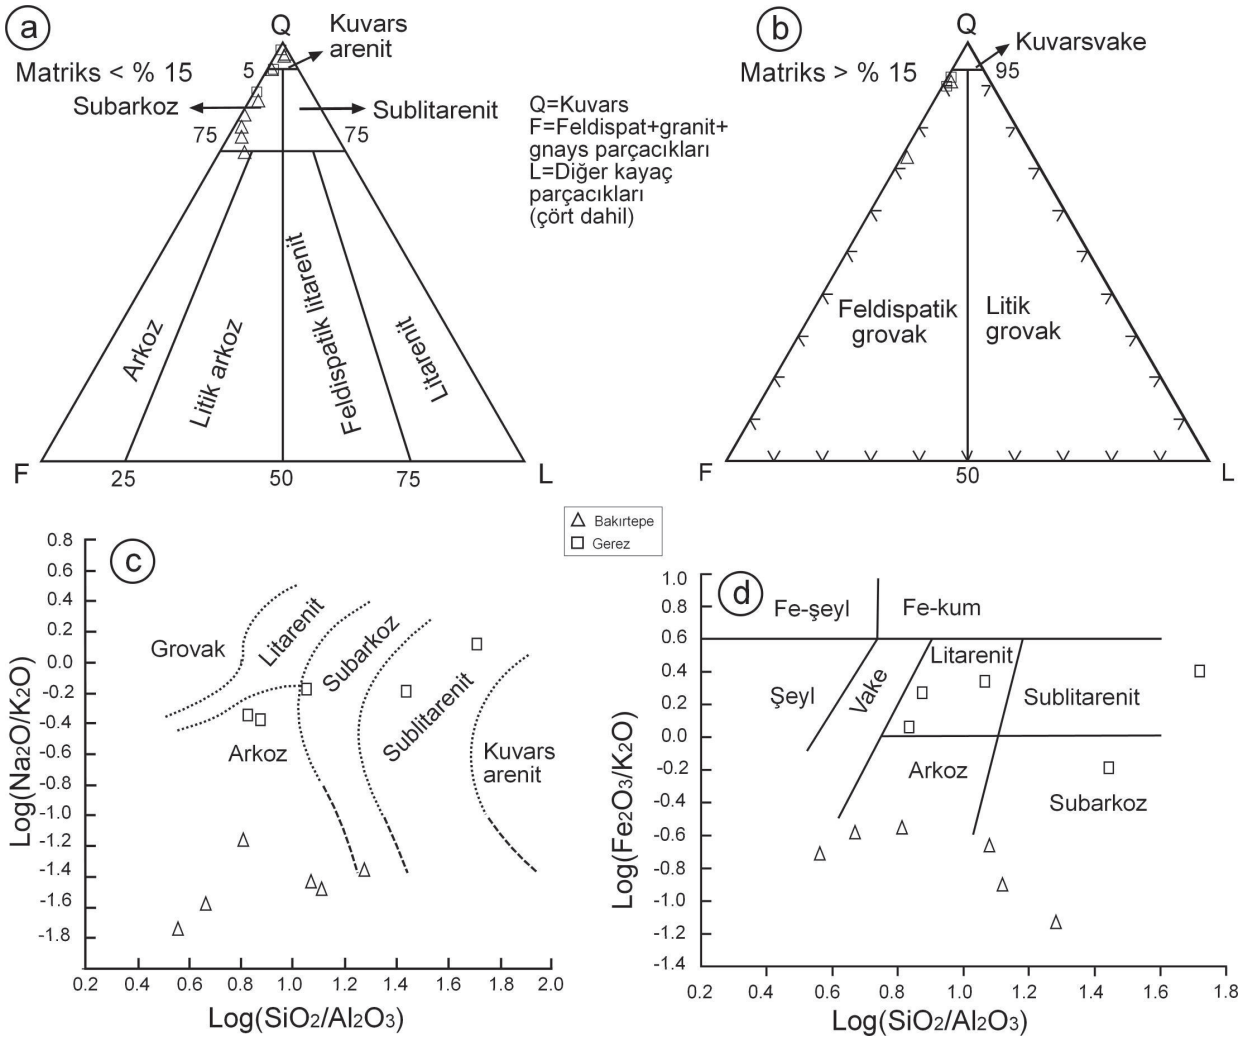 a
Q
Kuvars
arenit
Matriks < % 15
5
Subarkoz
Sublitarenit
75
75
Arkoz
Litik arkoz
Feldispatik litarenit
Litarenit
F
25
50
75
L
Q=Kuvars
F=Feldispat+granit+
gnays parçacıkları
L=Diğer kayaç
parçacıkları
(çört dahil)
b
Q
Kuvarsvake
Matriks > % 15
95
Feldispatik
grovak
Litik
grovak
F
50
L
Bakırtepe
Gerez
c
Log(Na2O/K2O)
0.8
0.6
0.4
0.2
0.0
-0.2
-0.4
-0.6
-0.8
-1.0
-1.2
-1.4
-1.6
-1.8
Grovak
Litarenit
Subarkoz
Sublitarenit
Arkoz
Kuvars
arenit
0.2
0.4
0.6
0.8
1.0
1.2
1.4
1.6
1.8
2.0
Log(SiO2/Al2O3)
d
Log(Fe2O3/K2O)
1.0
0.8
0.6
0.4
0.2
0.0
-0.2
-0.4
-0.6
-0.8
-1.0
-1.2
-1.4
Fe-şeyl
Fe-kum
Şeyl
Vake
Litarenit
Sublitarenit
Arkoz
Subarkoz
0.2
0.4
0.6
0.8
1.0
1.2
1.4
1.6
1.8
Log(SiO2/Al2O3)